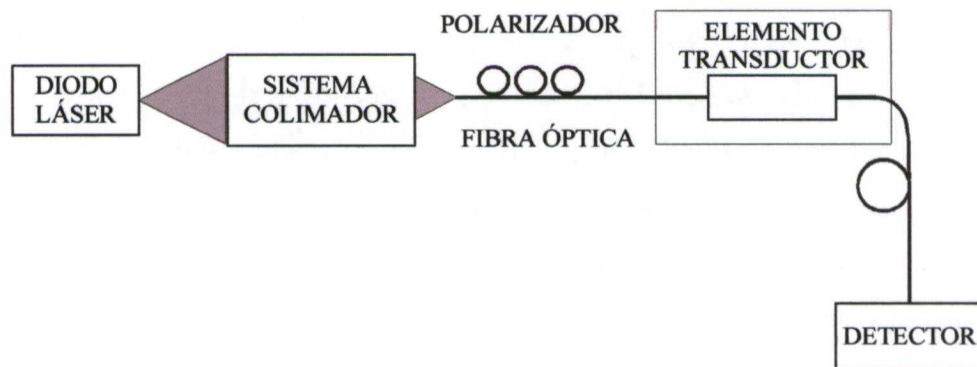 POLARIZADOR
ELEMENTO
TRANSDUCTOR
DIODO
LÁSER
SISTEMA
COLIMADOR
FIBRA ÓPTICA
DETECTOR